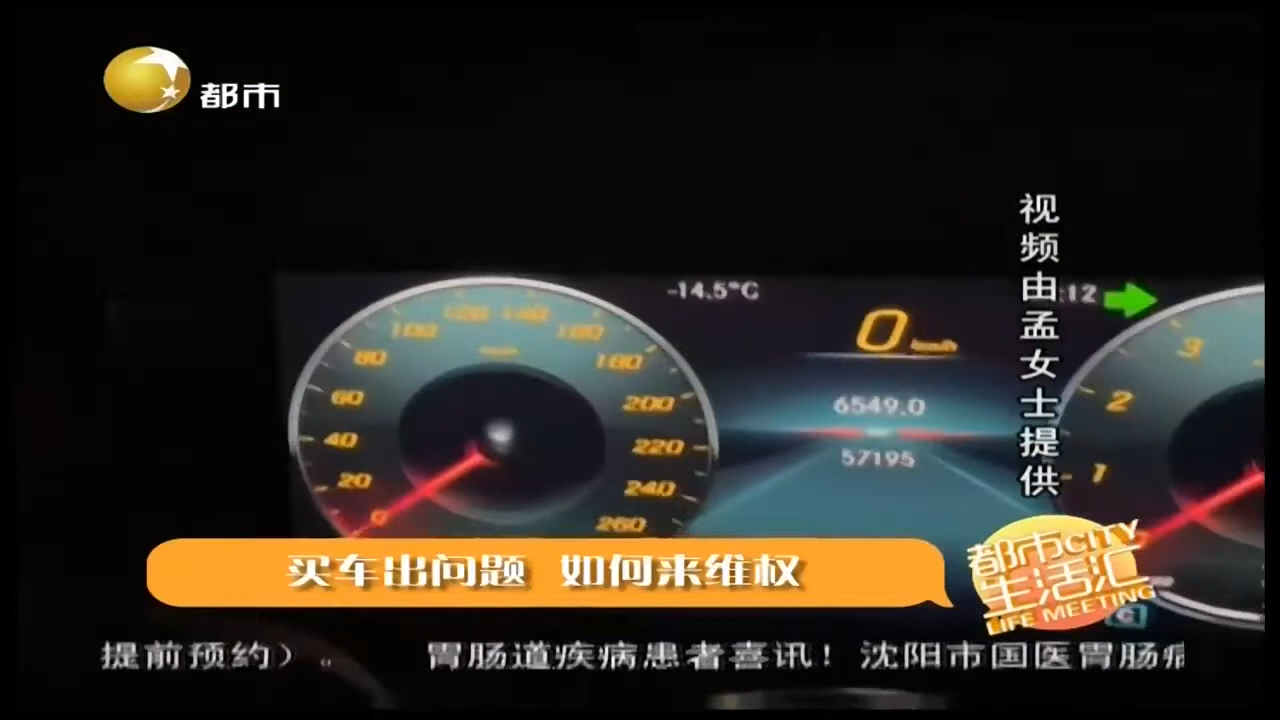 都市
视频由孟女士提供
-14.5°C
:12
0 km/h
6549.0
57195
0
20
40
60
80
100
120
140
160
180
200
220
240
260
1
2
3
买车出问题 如何来维权
都市CITY
生活汇
LIFE MEETING
提前预约）。 胃肠道疾病患者喜讯！沈阳市国医胃肠